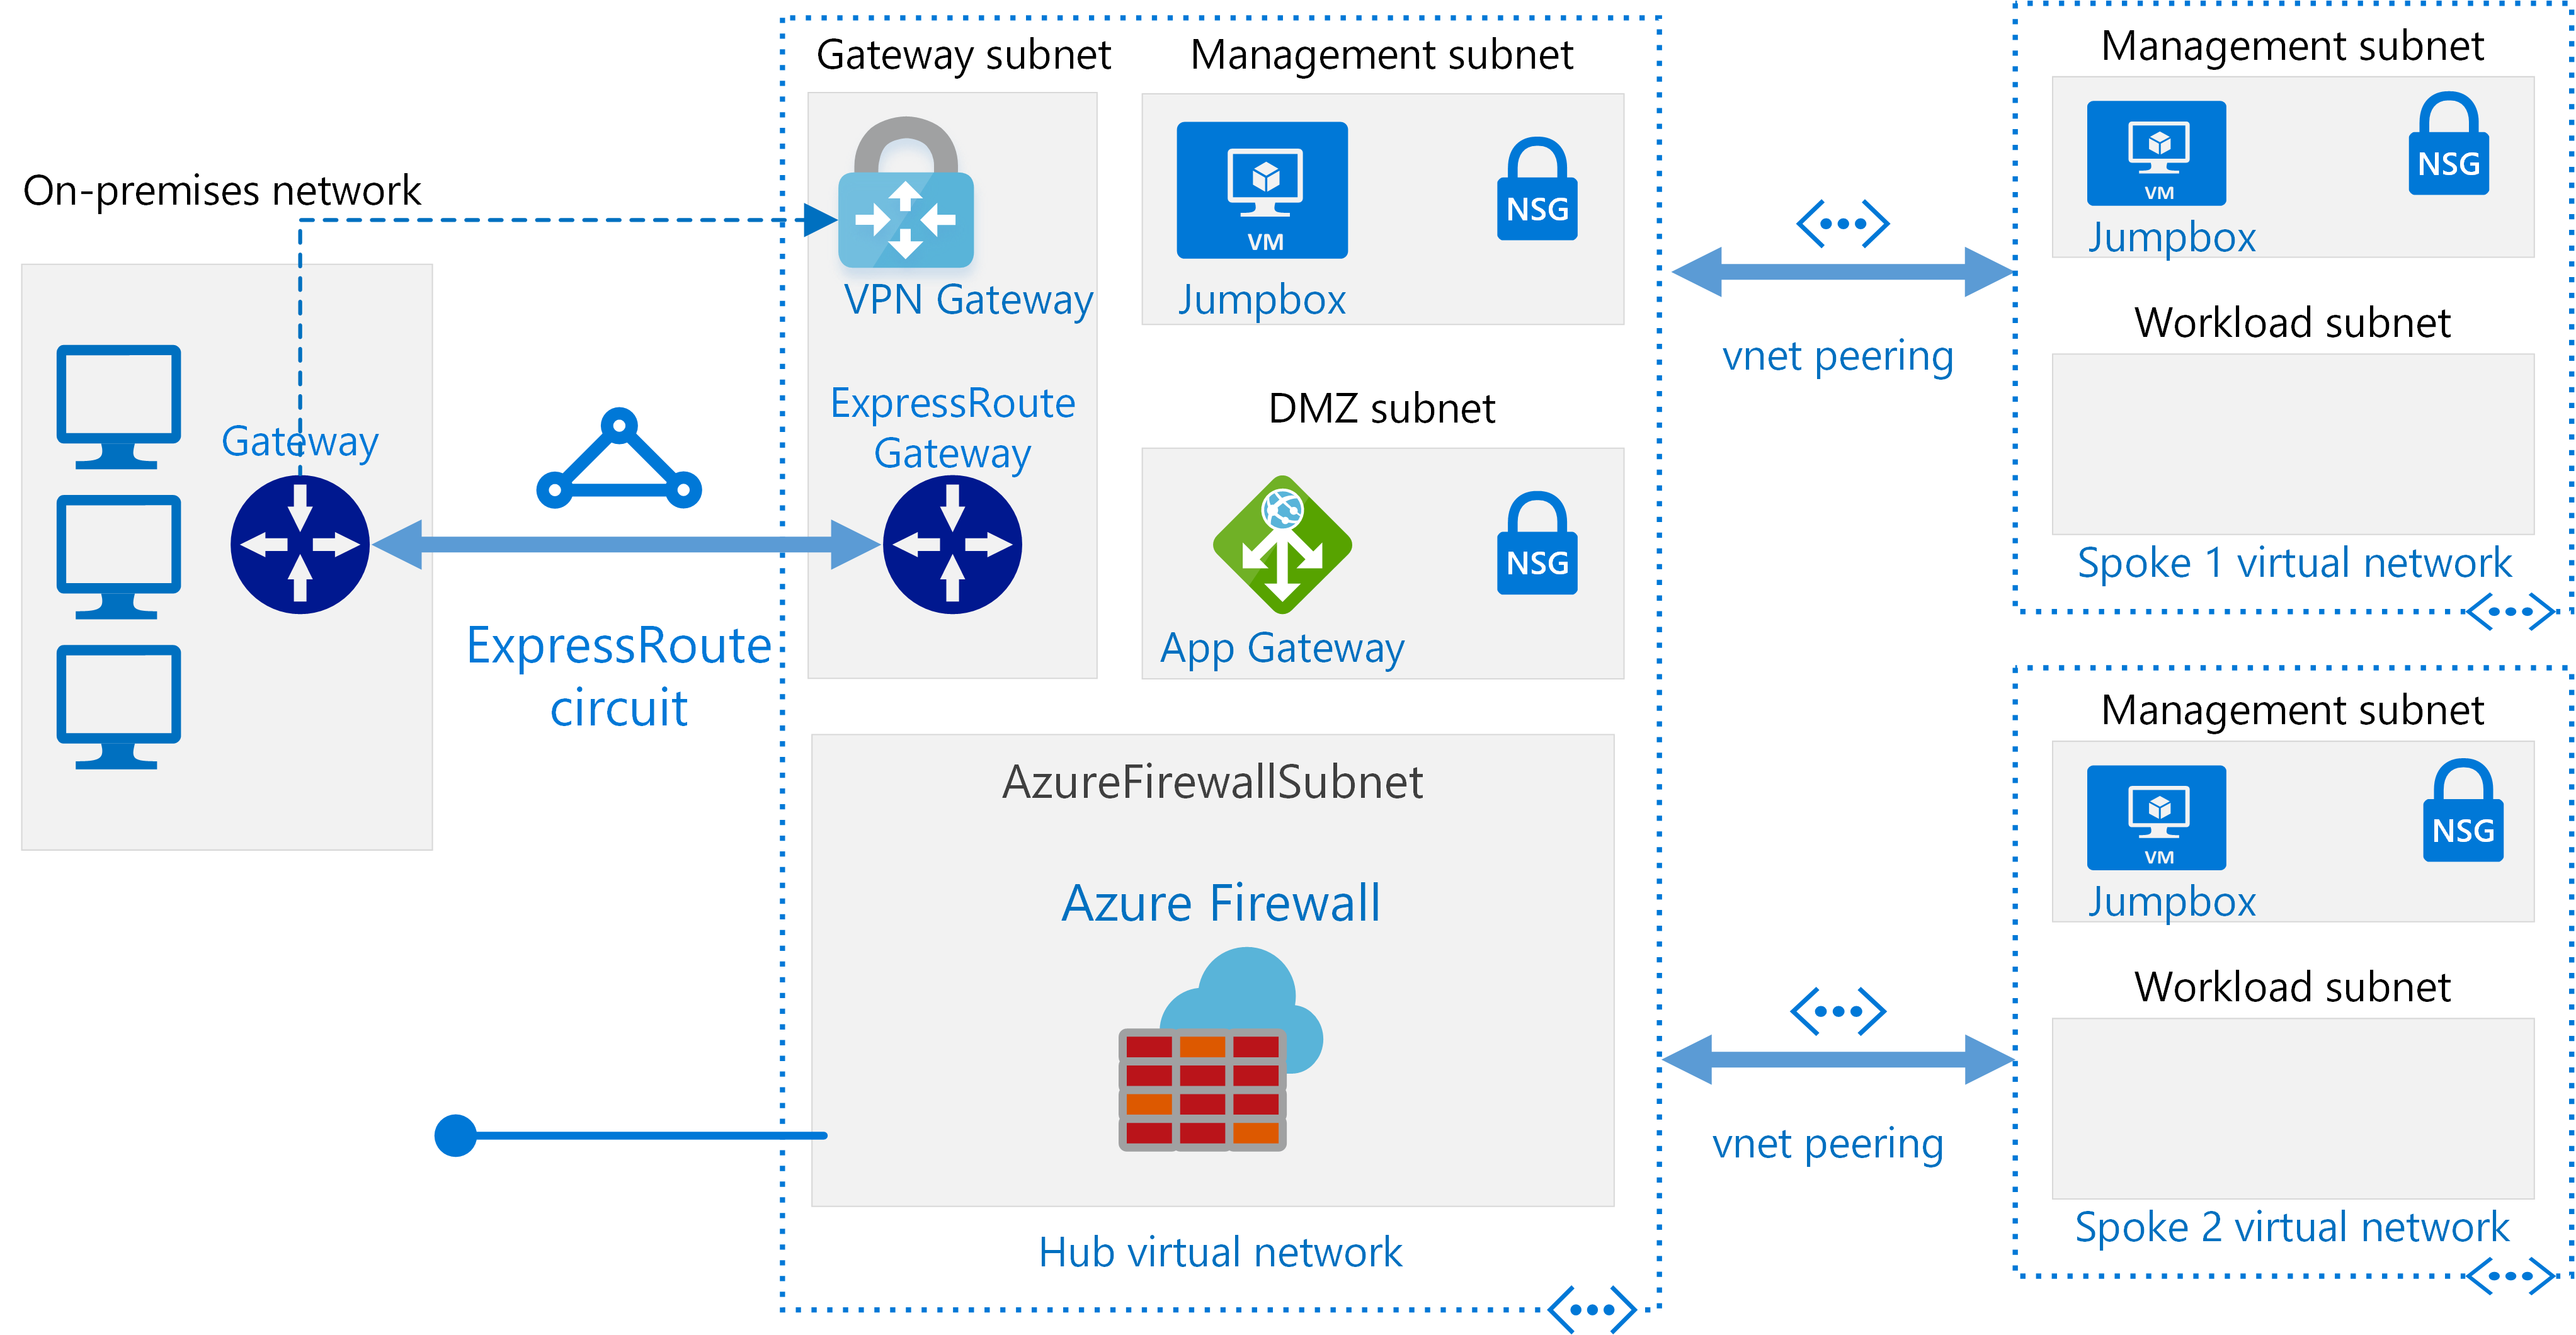 On-premises network
Gateway
ExpressRoute
circuit
Gateway subnet
VPN Gateway
ExpressRoute
Gateway
Management subnet
VM
Jumpbox
NSG
DMZ subnet
App Gateway
NSG
AzureFirewallSubnet
Azure Firewall
Hub virtual network
vnet peering
vnet peering
Management subnet
VM
Jumpbox
NSG
Workload subnet
Spoke 1 virtual network
Management subnet
VM
Jumpbox
NSG
Workload subnet
Spoke 2 virtual network